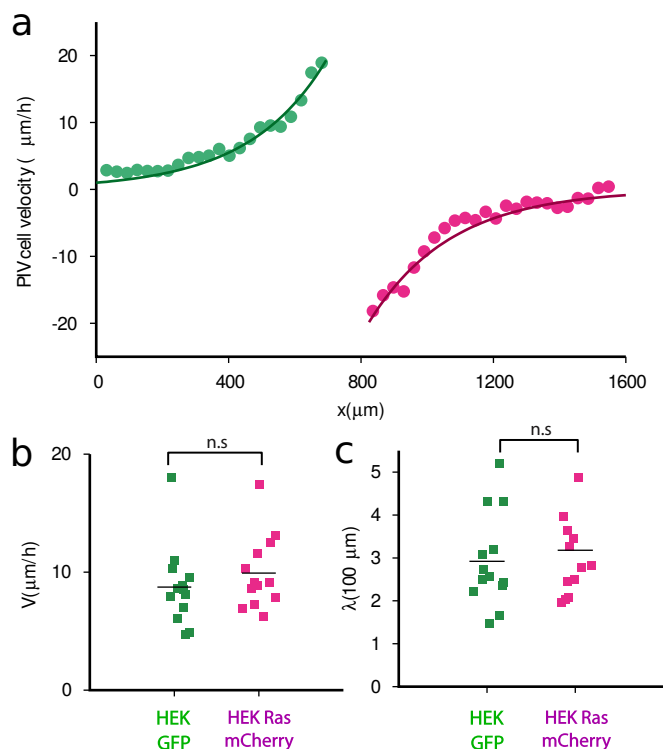 a
PIV cell velocity ( μm/h)
20
10
0
-10
-20
0
400
800
1200
1600
x(μm)
b
n.s
V(μm/h)
20
10
0
HEK
GFP
HEK Ras
mCherry
c
n.s
λ(100 μm)
5
4
3
2
1
0
HEK
GFP
HEK Ras
mCherry